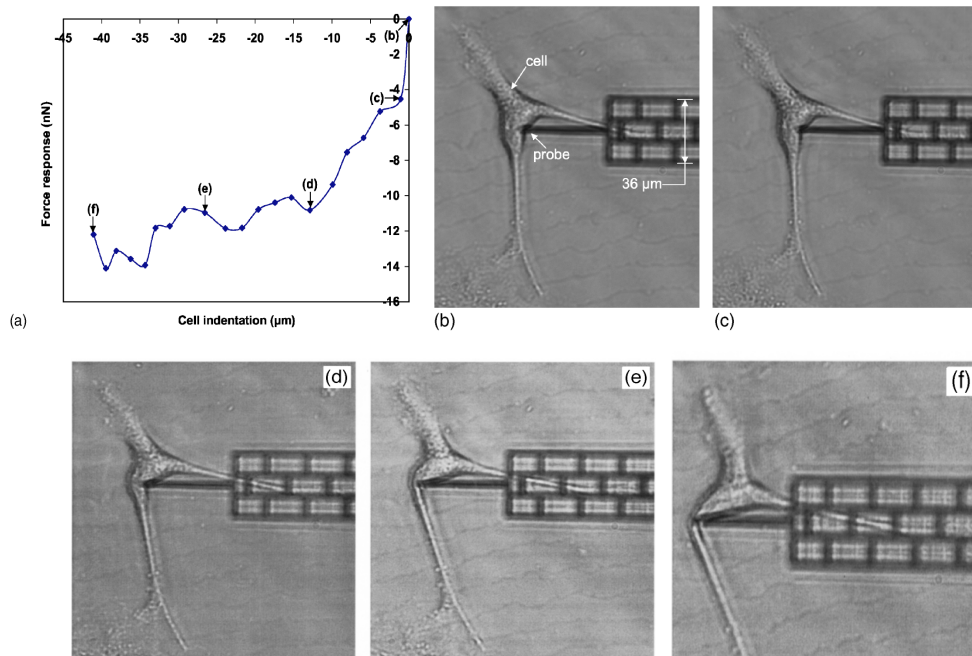 -45 -40 -35 -30 -25 -20 -15 -10 -5 0
0
-2
-4
-6
-8
-10
-12
-14
-16
Force response (nN)
Cell indentation (µm)
(b)
(c)
(d)
(e)
(f)
(a)
cell
probe
36 µm
(b)
(c)
(d)
(e)
(f)